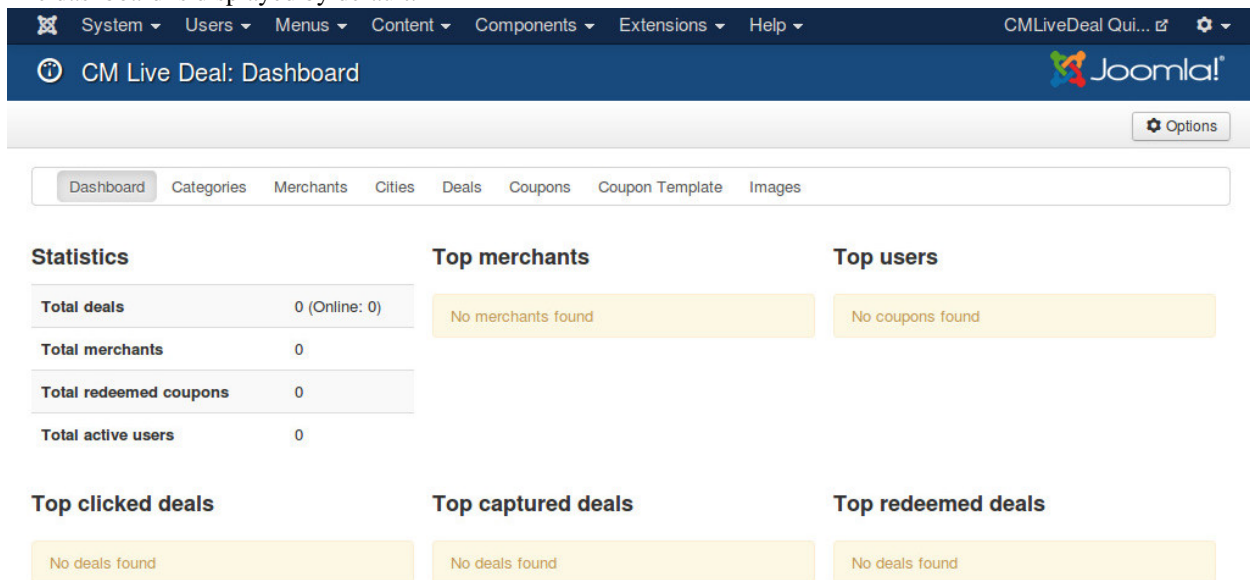 System Users Menus Content Components Extensions Help CMLiveDeal Qui...
CM Live Deal: Dashboard Joomla!
Options
Dashboard Categories Merchants Cities Deals Coupons Coupon Template Images
Statistics Top merchants Top users
Total deals 0 (Online: 0) No merchants found No coupons found
Total merchants 0
Total redeemed coupons 0
Total active users 0
Top clicked deals Top captured deals Top redeemed deals
No deals found No deals found No deals found